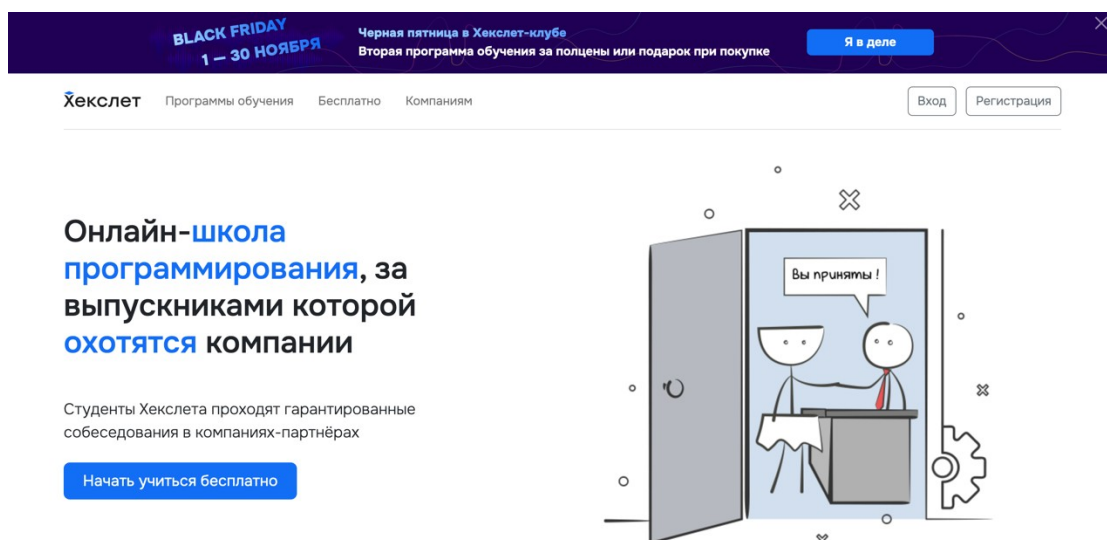 BLACK FRIDAY
1 — 30 НОЯБРЯ
Черная пятница в Хекслет-клубе
Вторая программа обучения за полцены или подарок при покупке
Я в деле
Хекслет
Программы обучения
Бесплатно
Компаниям
Вход
Регистрация
Онлайн-школа
программирования, за
выпускниками которой
охотятся компании
Студенты Хекслета проходят гарантированные
собеседования в компаниях-партнёрах
Начать учиться бесплатно
Вы приняты !